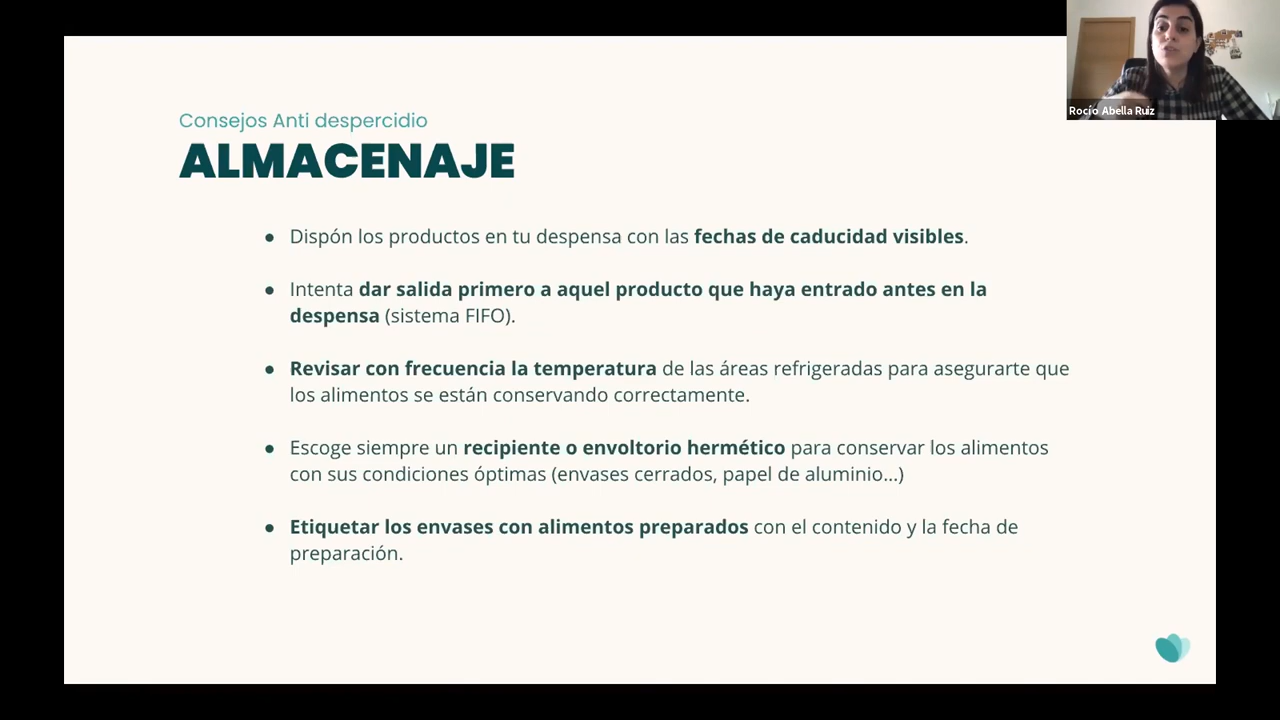 Consejos Anti despercidio
ALMACENAJE
● Dispón los productos en tu despensa con las fechas de caducidad visibles.
● Intenta dar salida primero a aquel producto que haya entrado antes en la
despensa (sistema FIFO).
● Revisar con frecuencia la temperatura de las áreas refrigeradas para asegurarte que
los alimentos se están conservando correctamente.
● Escoge siempre un recipiente o envoltorio hermético para conservar los alimentos
con sus condiciones óptimas (envases cerrados, papel de aluminio...)
● Etiquetar los envases con alimentos preparados con el contenido y la fecha de
preparación.
Rocío Abella Ruiz